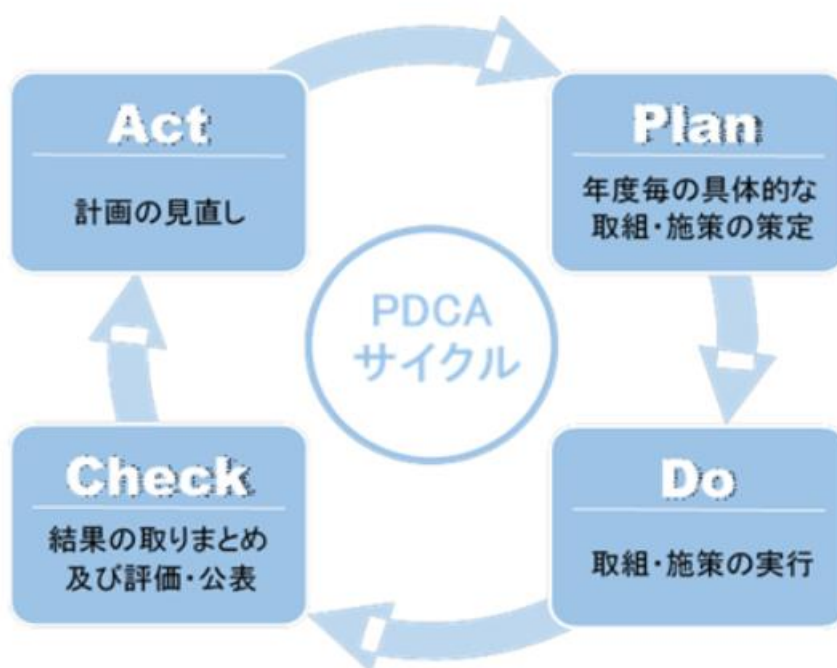 Act
計画の見直し
Plan
年度毎の具体的な
取組・施策の策定
PDCA
サイクル
Check
結果の取りまとめ
及び評価・公表
Do
取組・施策の実行